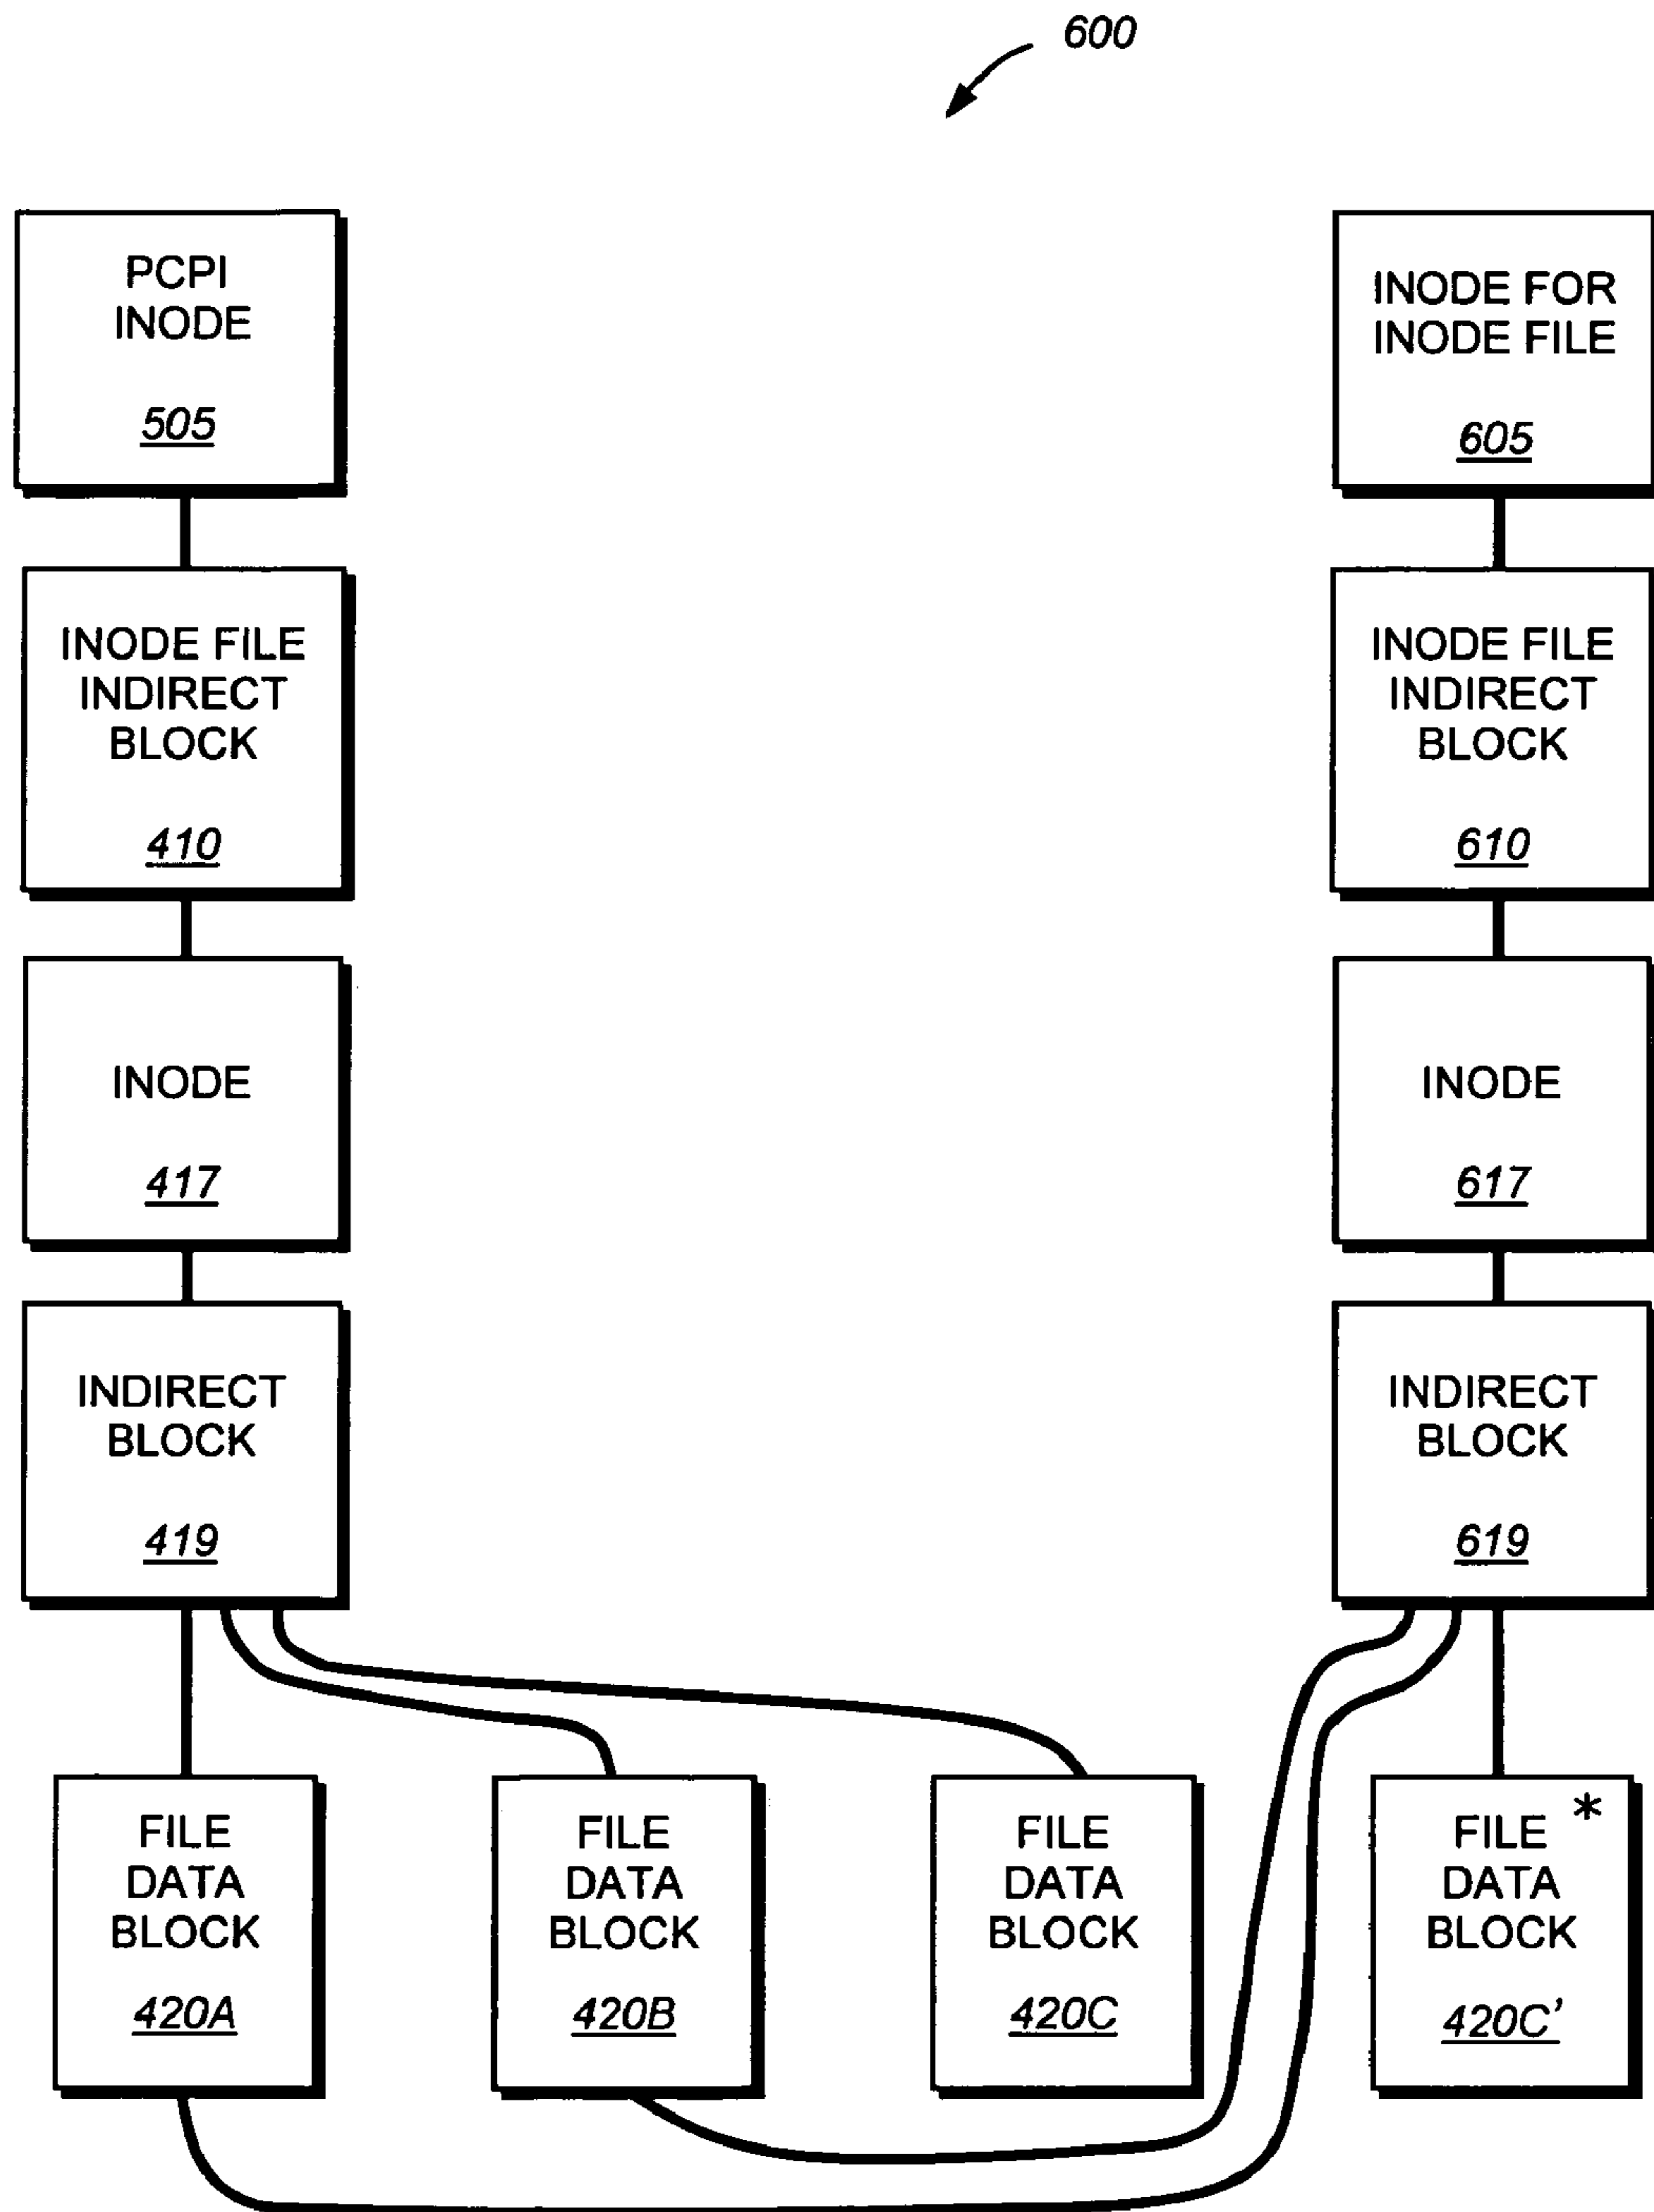 600
PCPI
INODE
505
INODE FOR
INODE FILE
605
INODE FILE
INDIRECT
BLOCK
410
INODE FILE
INDIRECT
BLOCK
610
INODE
417
INODE
617
INDIRECT
BLOCK
419
INDIRECT
BLOCK
619
FILE
DATA
BLOCK
420A
FILE
DATA
BLOCK
420B
FILE
DATA
BLOCK
420C
FILE *
DATA
BLOCK
420C’